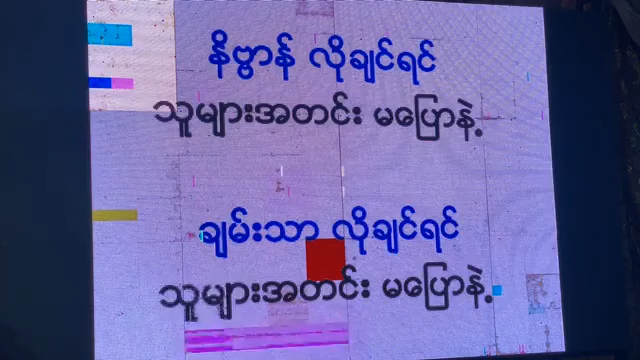 နိဗ္ဗာန် လိုချင်ရင်
သူများအတင်း မပြောနဲ့.
ချမ်းသာ လိုချင်ရင်
သူများအတင်း မပြောနဲ့.